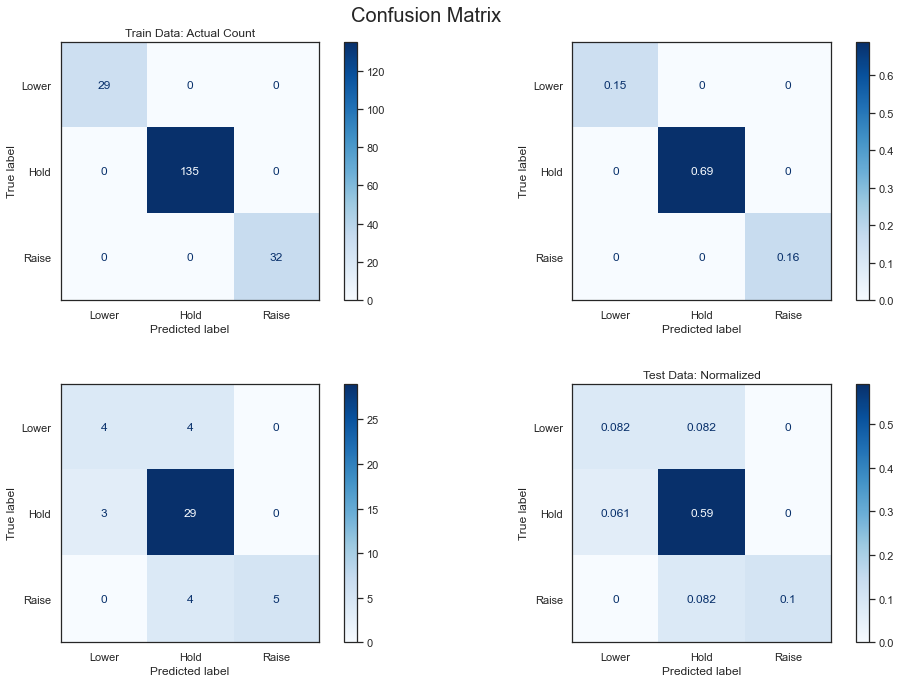 Confusion Matrix
Train Data: Actual Count
Lower 29 0 0
Hold 0 135 0
Raise 0 0 32
Lower Hold Raise
Predicted label
True label
120
100
80
60
40
20
0
Lower 0.15 0 0
Hold 0 0.69 0
Raise 0 0 0.16
Lower Hold Raise
Predicted label
True label
0.6
0.5
0.4
0.3
0.2
0.1
0.0
Lower 4 4 0
Hold 3 29 0
Raise 0 4 5
Lower Hold Raise
Predicted label
True label
25
20
15
10
5
0
Test Data: Normalized
Lower 0.082 0.082 0
Hold 0.061 0.59 0
Raise 0 0.082 0.1
Lower Hold Raise
Predicted label
True label
0.5
0.4
0.3
0.2
0.1
0.0